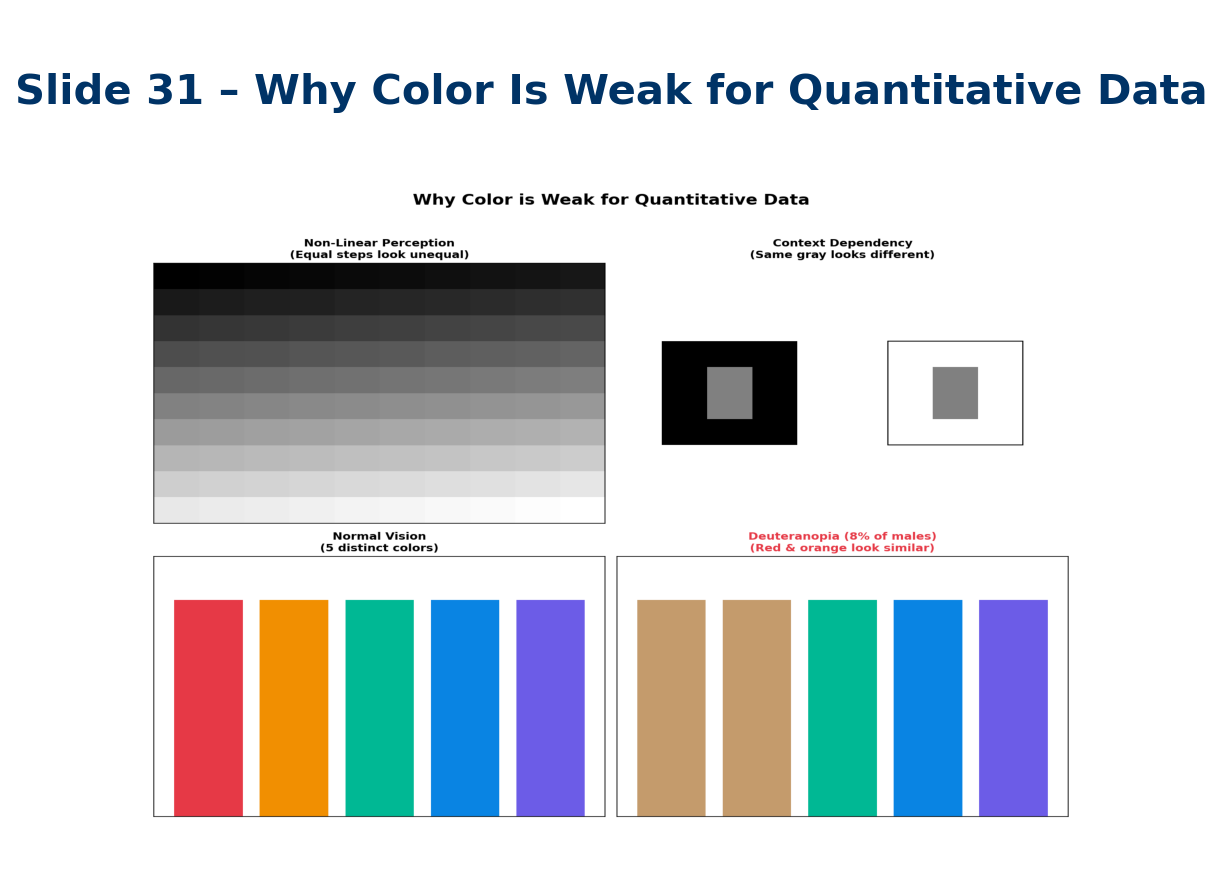 Slide 31 – Why Color Is Weak for Quantitative Data
Why Color is Weak for Quantitative Data
Non-Linear Perception
(Equal steps look unequal)
Context Dependency
(Same gray looks different)
Normal Vision
(5 distinct colors)
Deuteranopia (8% of males)
(Red & orange look similar)